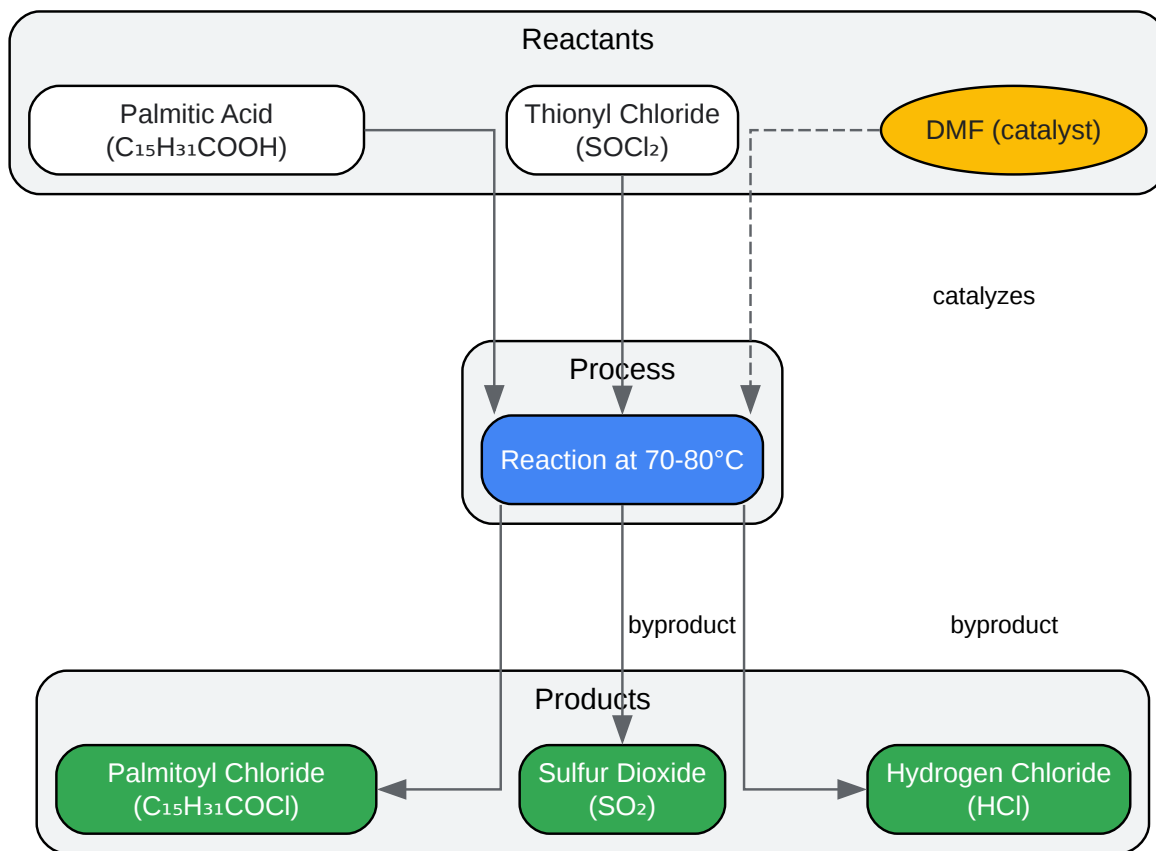 Reactants
Palmitic Acid
(C₁₅H₃₁COOH)
Thionyl Chloride
(SOCl₂)
DMF (catalyst)
catalyzes
Process
Reaction at 70-80°C
byproduct
byproduct
Products
Palmitoyl Chloride
(C₁₅H₃₁COCl)
Sulfur Dioxide
(SO₂)
Hydrogen Chloride
(HCl)